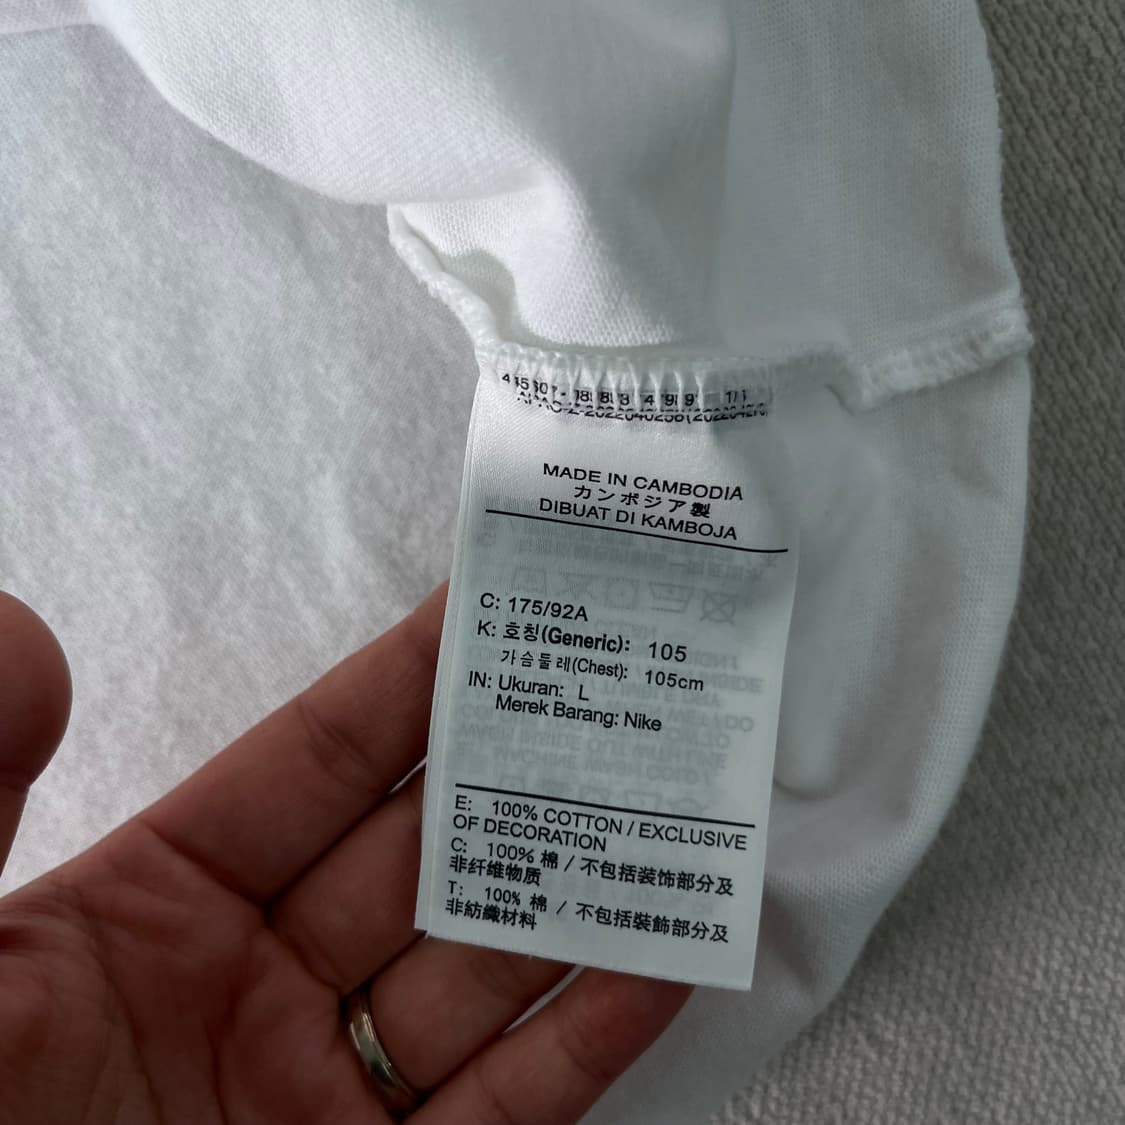 MADE IN CAMBODIA
カンボジア製
DIBUAT DI KAMBOJA
C: 175/92A
K: 호칭(Generic): 105
가슴둘레(Chest): 105cm
IN: Ukuran: L
Merek Barang: Nike
E: 100% COTTON / EXCLUSIVE
OF DECORATION
C: 100% 棉 / 不包括装饰部分及
非纤维物质
T: 100% 棉 / 不包括裝飾部分及
非紡織材料